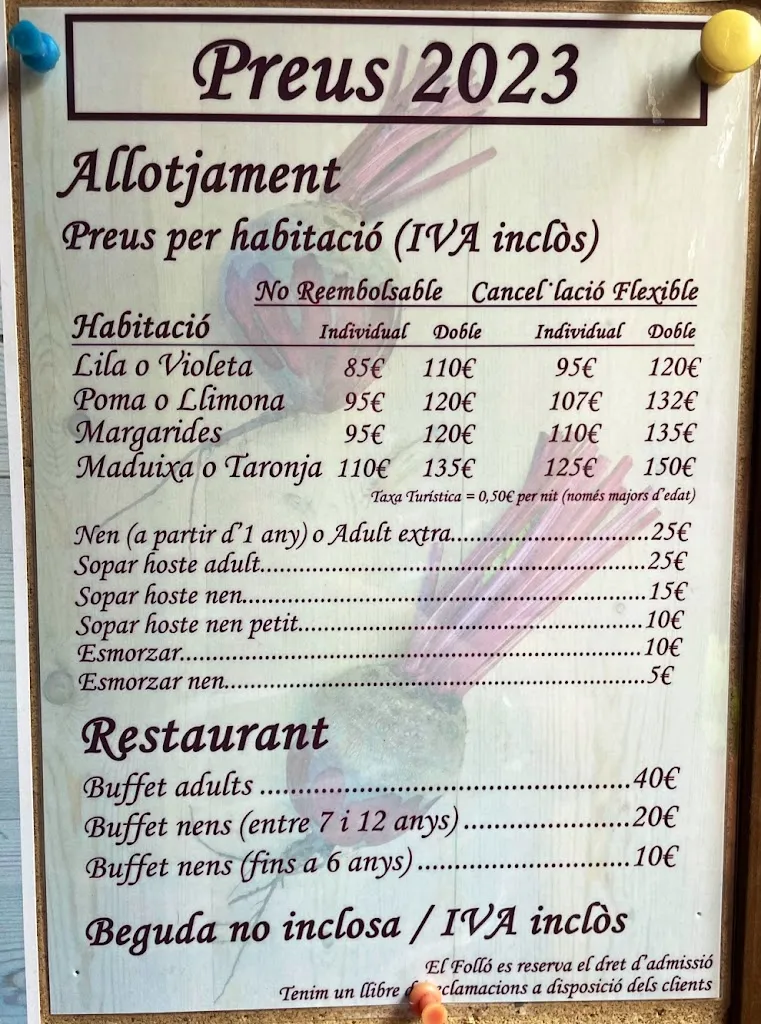 Preus 2023
Allotjament
Preus per habitació (IVA inclòs)
No Reembolsable Cancel·lació Flexible
Habitació Individual Doble Individual Doble
Lila o Violeta 85€ 110€ 95€ 120€
Poma o Llimona 95€ 120€ 107€ 132€
Margarides 95€ 120€ 110€ 135€
Maduixa o Taronja 110€ 135€ 125€ 150€
Taxa Turística = 0,50€ per nit (només majors d'edat)
Nen (a partir d'1 any) o Adult extra..........................25€
Sopar hoste adult......................................................25€
Sopar hoste nen.........................................................15€
Sopar hoste nen petit.................................................10€
Esmorzar....................................................................10€
Esmorzar nen.............................................................5€
Restaurant
Buffet adults ................................................40€
Buffet nens (entre 7 i 12 anys) ......................20€
Buffet nens (fins a 6 anys) ............................10€
Beguda no inclosa / IVA inclòs
El Folló es reserva el dret d'admissió
Tenim un llibre de reclamacions a disposició dels clients